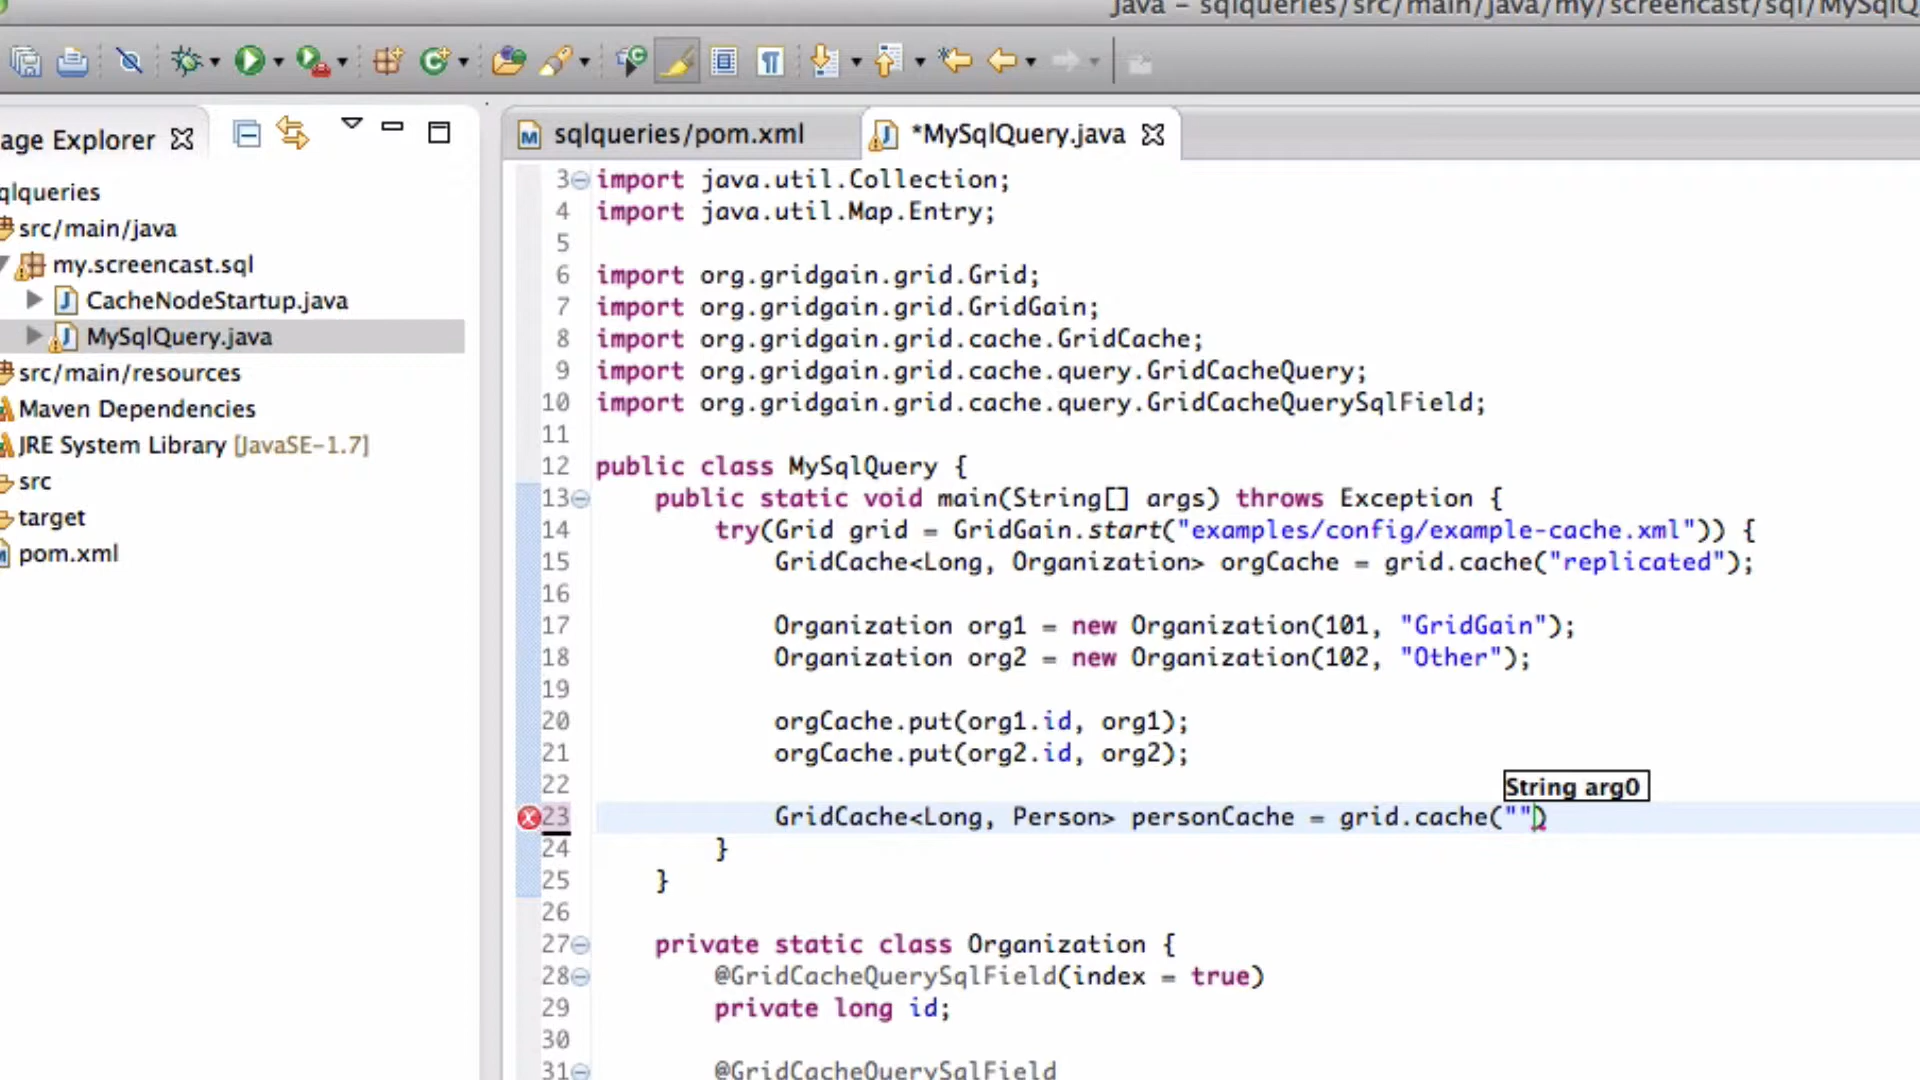 Java - sqlqueries/src/main/java/my/screencast/sql/MySqlQ
age Explorer
qlqueries
src/main/java
my.screencast.sql
CacheNodeStartup.java
MySqlQuery.java
src/main/resources
Maven Dependencies
JRE System Library [JavaSE-1.7]
src
target
pom.xml
sqlqueries/pom.xml
*MySqlQuery.java
3 import java.util.Collection;
4 import java.util.Map.Entry;
5
6 import org.gridgain.grid.Grid;
7 import org.gridgain.grid.GridGain;
8 import org.gridgain.grid.cache.GridCache;
9 import org.gridgain.grid.cache.query.GridCacheQuery;
10 import org.gridgain.grid.cache.query.GridCacheQuerySqlField;
11
12 public class MySqlQuery {
13 public static void main(String[] args) throws Exception {
14 try(Grid grid = GridGain.start("examples/config/example-cache.xml")) {
15 GridCache<Long, Organization> orgCache = grid.cache("replicated");
16
17 Organization org1 = new Organization(101, "GridGain");
18 Organization org2 = new Organization(102, "Other");
19
20 orgCache.put(org1.id, org1);
21 orgCache.put(org2.id, org2);
22
String arg0
23 GridCache<Long, Person> personCache = grid.cache("")
24 }
25 }
26
27 private static class Organization {
28 @GridCacheQuerySqlField(index = true)
29 private long id;
30
31 @GridCacheQuerySqlField